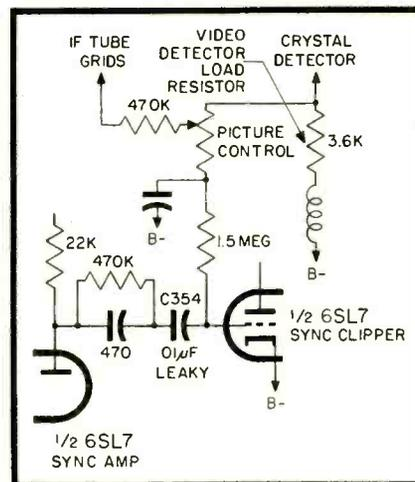 IF TUBE
GRIDS
VIDEO
DETECTOR
LOAD
RESISTOR
CRYSTAL
DETECTOR
470K
PICTURE
CONTROL
3.6K
B-
1.5 MEG
B-
22K
470K
C354
470
.01µF
LEAKY
1/2 6SL7
SYNC CLIPPER
B-
1/2 6SL7
SYNC AMP